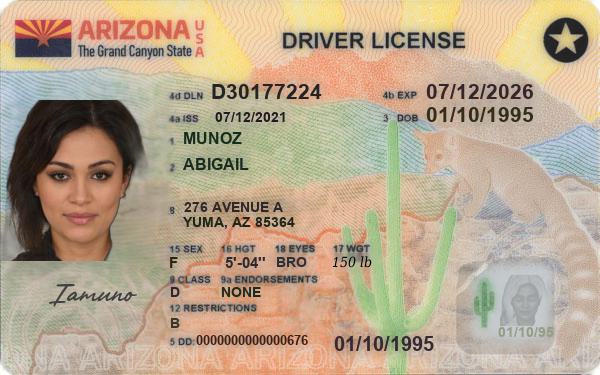 ARIZONA USA
The Grand Canyon State
DRIVER LICENSE
4d DLN D30177224
4b EXP 07/12/2026
4a ISS 07/12/2021
3 DOB 01/10/1995
1 MUNOZ
2 ABIGAIL
8 276 AVENUE A
YUMA, AZ 85364
15 SEX 16 HGT 18 EYES 17 WGT
F 5'-04" BRO 150 lb
9 CLASS 9a ENDORSEMENTS
D NONE
12 RESTRICTIONS
B
5 DD: 0000000000000676
01/10/1995
Iamuno
01/10/95
ARIZONA ARIZONA ARIZONA ARIZONA